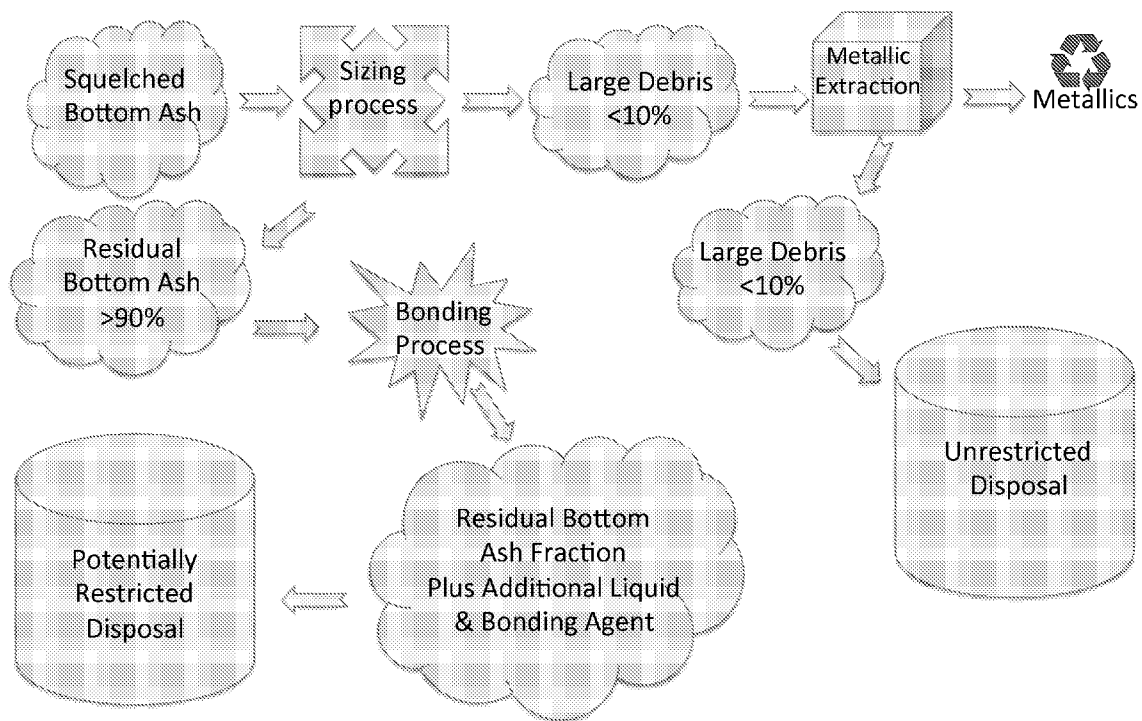 Squelched
Bottom Ash
Sizing
process
Large Debris
<10%
Metallic
Extraction
Metallics
Residual
Bottom Ash
>90%
Bonding
Process
Large Debris
<10%
Unrestricted
Disposal
Residual Bottom
Ash Fraction
Plus Additional Liquid
& Bonding Agent
Potentially
Restricted
Disposal